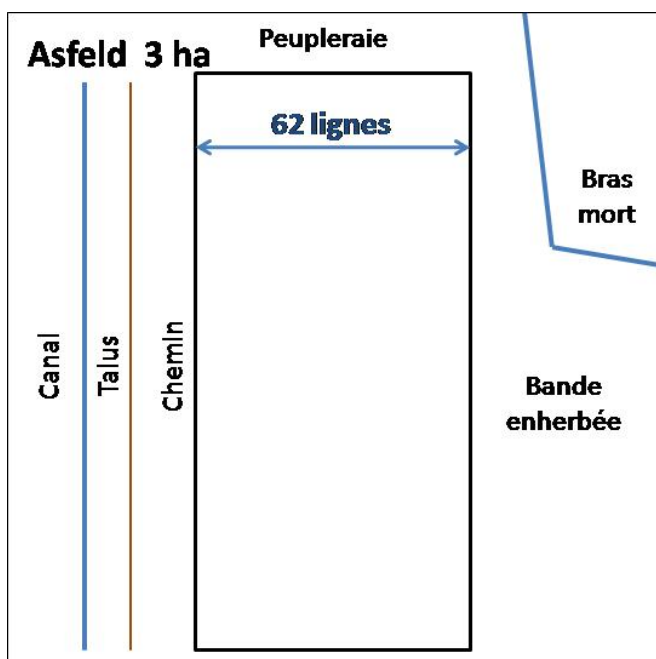 Peupleraie
Asfeld 3 ha
62 lignes
Bras
mort
Canal
Talus
Chemin
Bande
enherbée